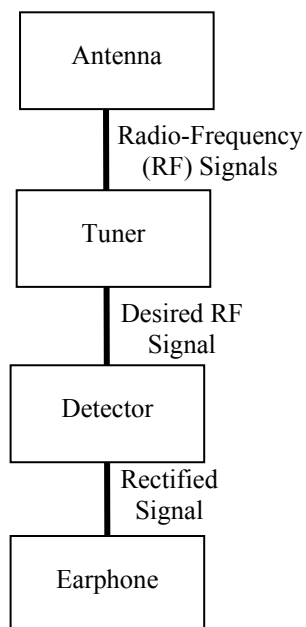 Antenna
Radio-Frequency
(RF) Signals
Tuner
Desired RF
Signal
Detector
Rectified
Signal
Earphone